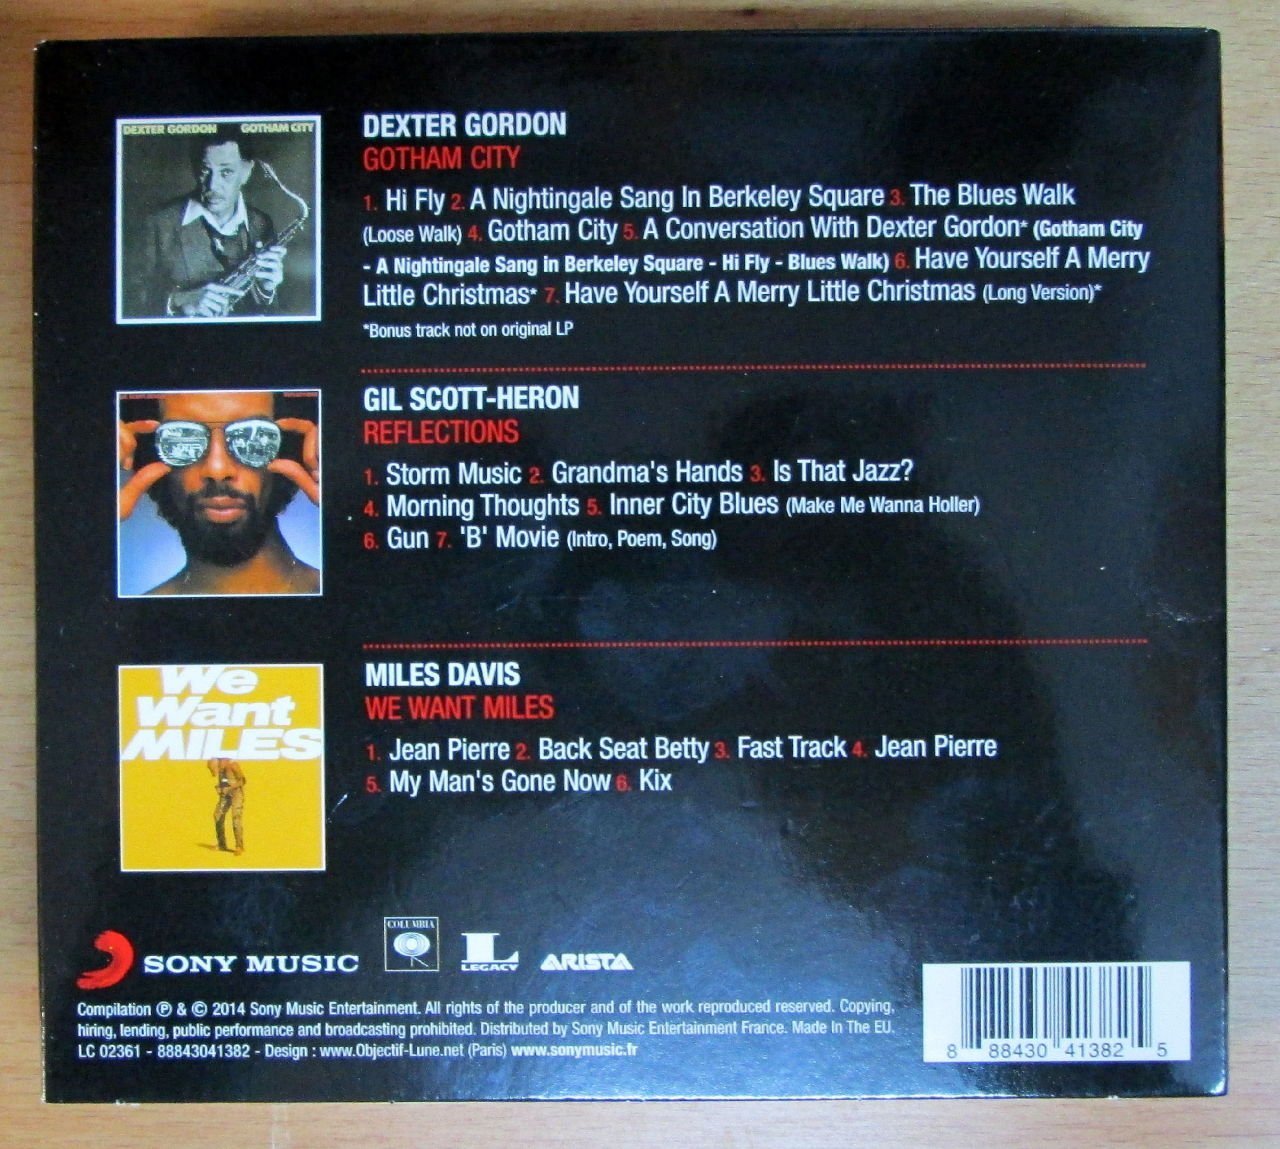 DEXTER GORDON GOTHAM CITY
DEXTER GORDON
GOTHAM CITY
1. Hi Fly 2. A Nightingale Sang In Berkeley Square 3. The Blues Walk
(Loose Walk) 4. Gotham City 5. A Conversation With Dexter Gordon* (Gotham City
- A Nightingale Sang in Berkeley Square - Hi Fly - Blues Walk) 6. Have Yourself A Merry
Little Christmas* 7. Have Yourself A Merry Little Christmas (Long Version)*
*Bonus track not on original LP
GIL SCOTT-HERON
REFLECTIONS
1. Storm Music 2. Grandma's Hands 3. Is That Jazz?
4. Morning Thoughts 5. Inner City Blues (Make Me Wanna Holler)
6. Gun 7. 'B' Movie (Intro, Poem, Song)
We
Want
MILES
MILES DAVIS
WE WANT MILES
1. Jean Pierre 2. Back Seat Betty 3. Fast Track 4. Jean Pierre
5. My Man's Gone Now 6. Kix
SONY MUSIC COLUMBIA L LEGACY ARISTA
Compilation ℗ & © 2014 Sony Music Entertainment. All rights of the producer and of the work reproduced reserved. Copying,
hiring, lending, public performance and broadcasting prohibited. Distributed by Sony Music Entertainment France. Made In The EU.
LC 02361 - 88843041382 - Design : www.Objectif-Lune.net (Paris) www.sonymusic.fr
8 88430 41382 5